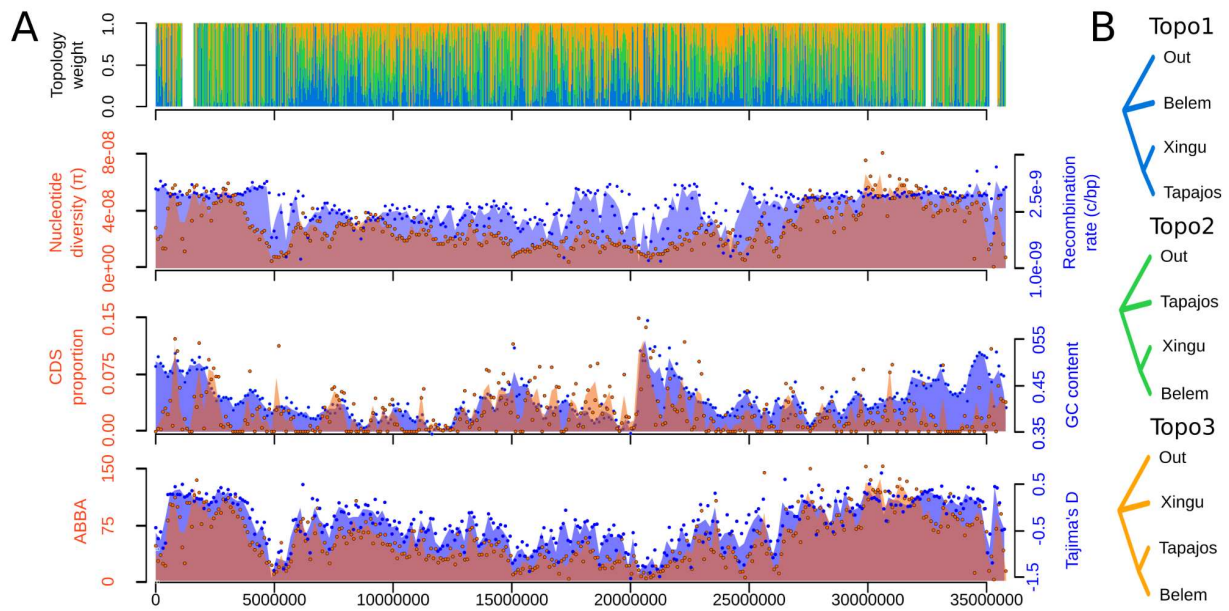 A
Topology
weight
0.0
0.5
1.0
Nucleotide
diversity (π)
0e+00
4e-08
8e-08
1.0e-09
2.5e-9
Recombination
rate (c/bp)
CDS
proportion
0.00
0.075
0.15
0.35
0.45
055
GC content
ABBA
0
75
150
-1.5
-0.5
0.5
Tajima's D
0
5000000
10000000
15000000
20000000
25000000
30000000
35000000
B
Topo1
Out
Belem
Xingu
Tapajos
Topo2
Out
Tapajos
Xingu
Belem
Topo3
Out
Xingu
Tapajos
Belem